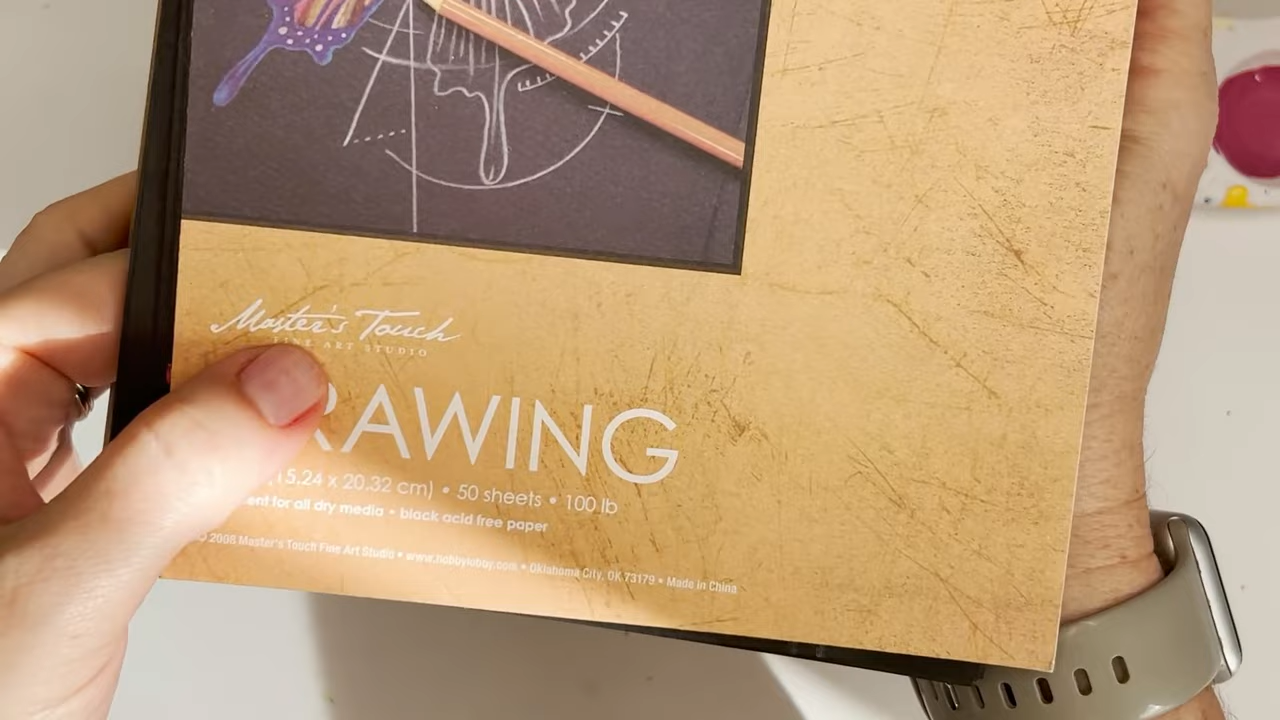 Master's Touch
FINE ART STUDIO
RAWING
(15.24 x 20.32 cm) • 50 sheets • 100 lb
for all dry media • black acid free paper
© 2008 Master's Touch Fine Art Studio • www.hobbylobby.com • Oklahoma City, OK 73179 • Made in China